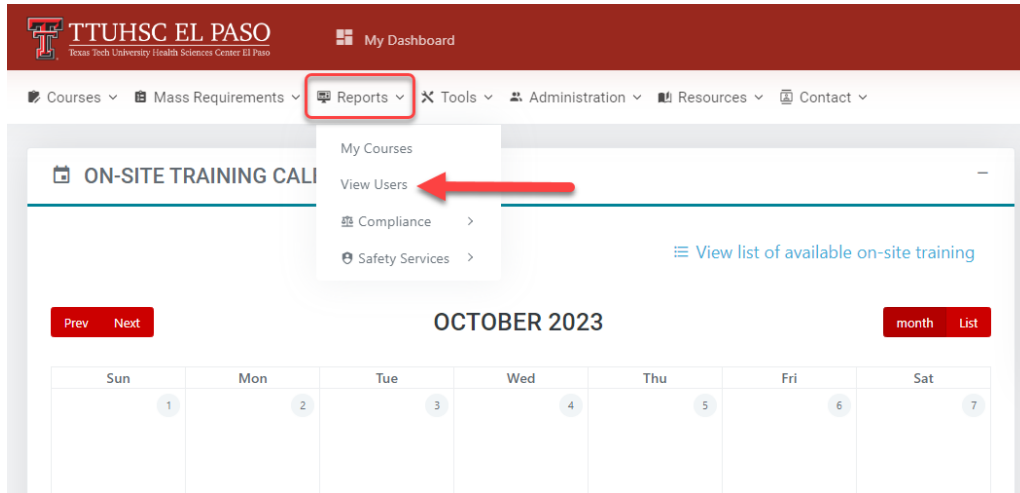 TTUHSC EL PASO
Texas Tech University Health Sciences Center El Paso
My Dashboard
Courses Mass Requirements Reports Tools Administration Resources Contact
My Courses
View Users
Compliance
Safety Services
ON-SITE TRAINING CAL
View list of available on-site training
Prev Next
OCTOBER 2023
month List
Sun Mon Tue Wed Thu Fri Sat
1 2 3 4 5 6 7